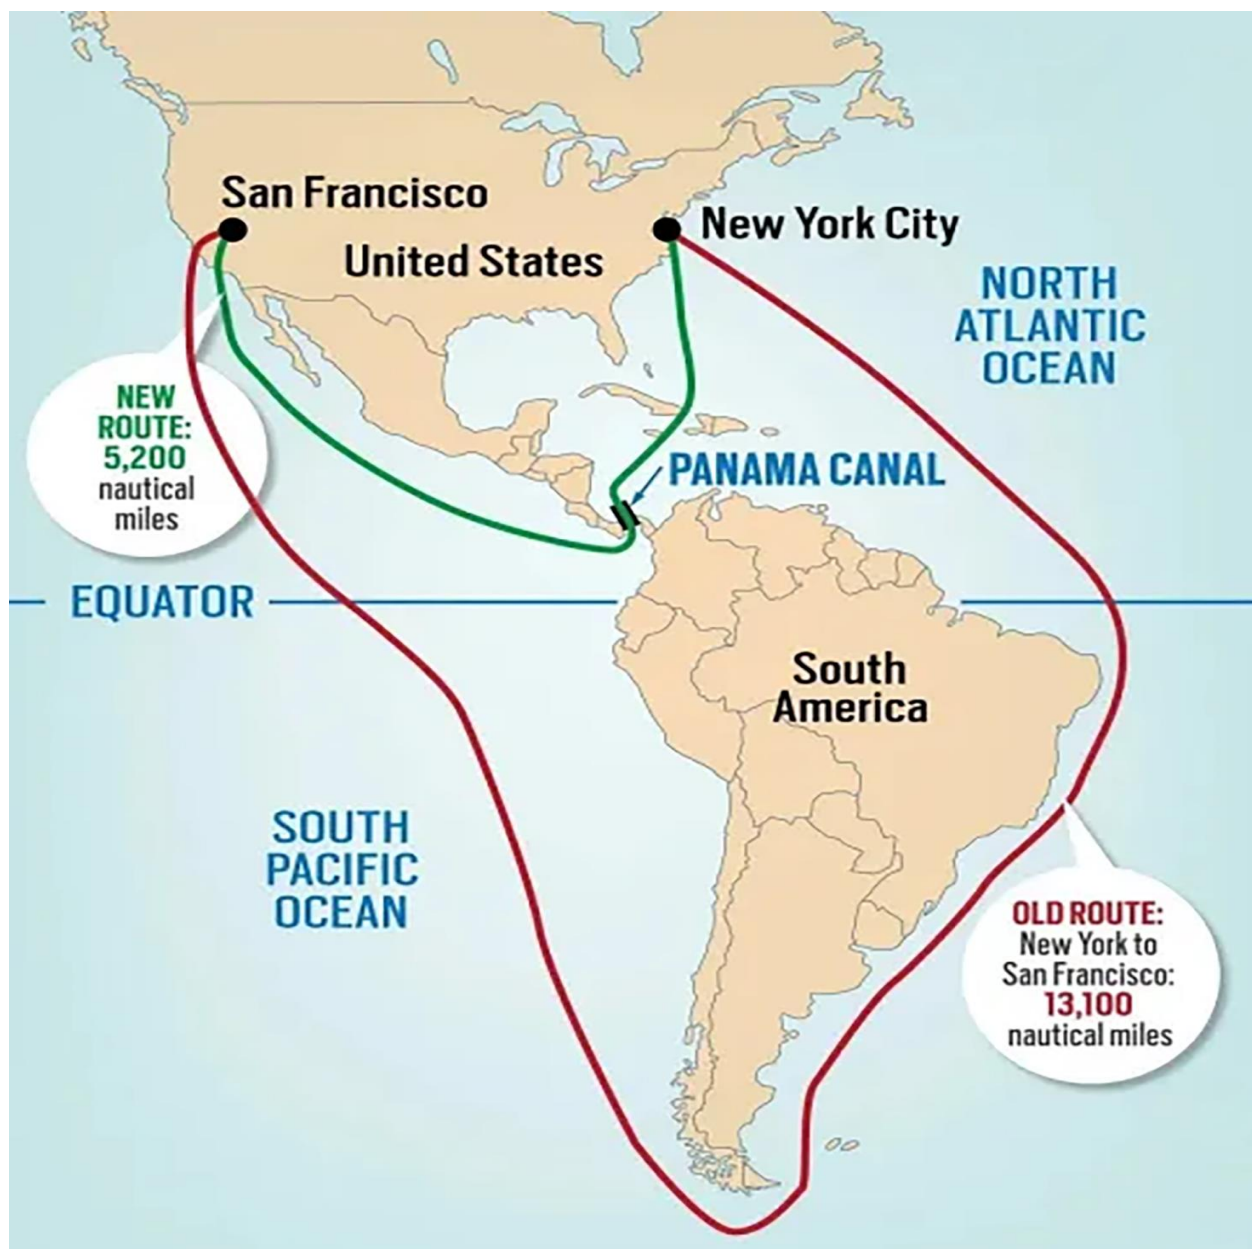 San Francisco
New York City
United States
NORTH
ATLANTIC
OCEAN
NEW
ROUTE:
5,200
nautical
miles
PANAMA CANAL
EQUATOR
South
America
SOUTH
PACIFIC
OCEAN
OLD ROUTE:
New York to
San Francisco:
13,100
nautical miles